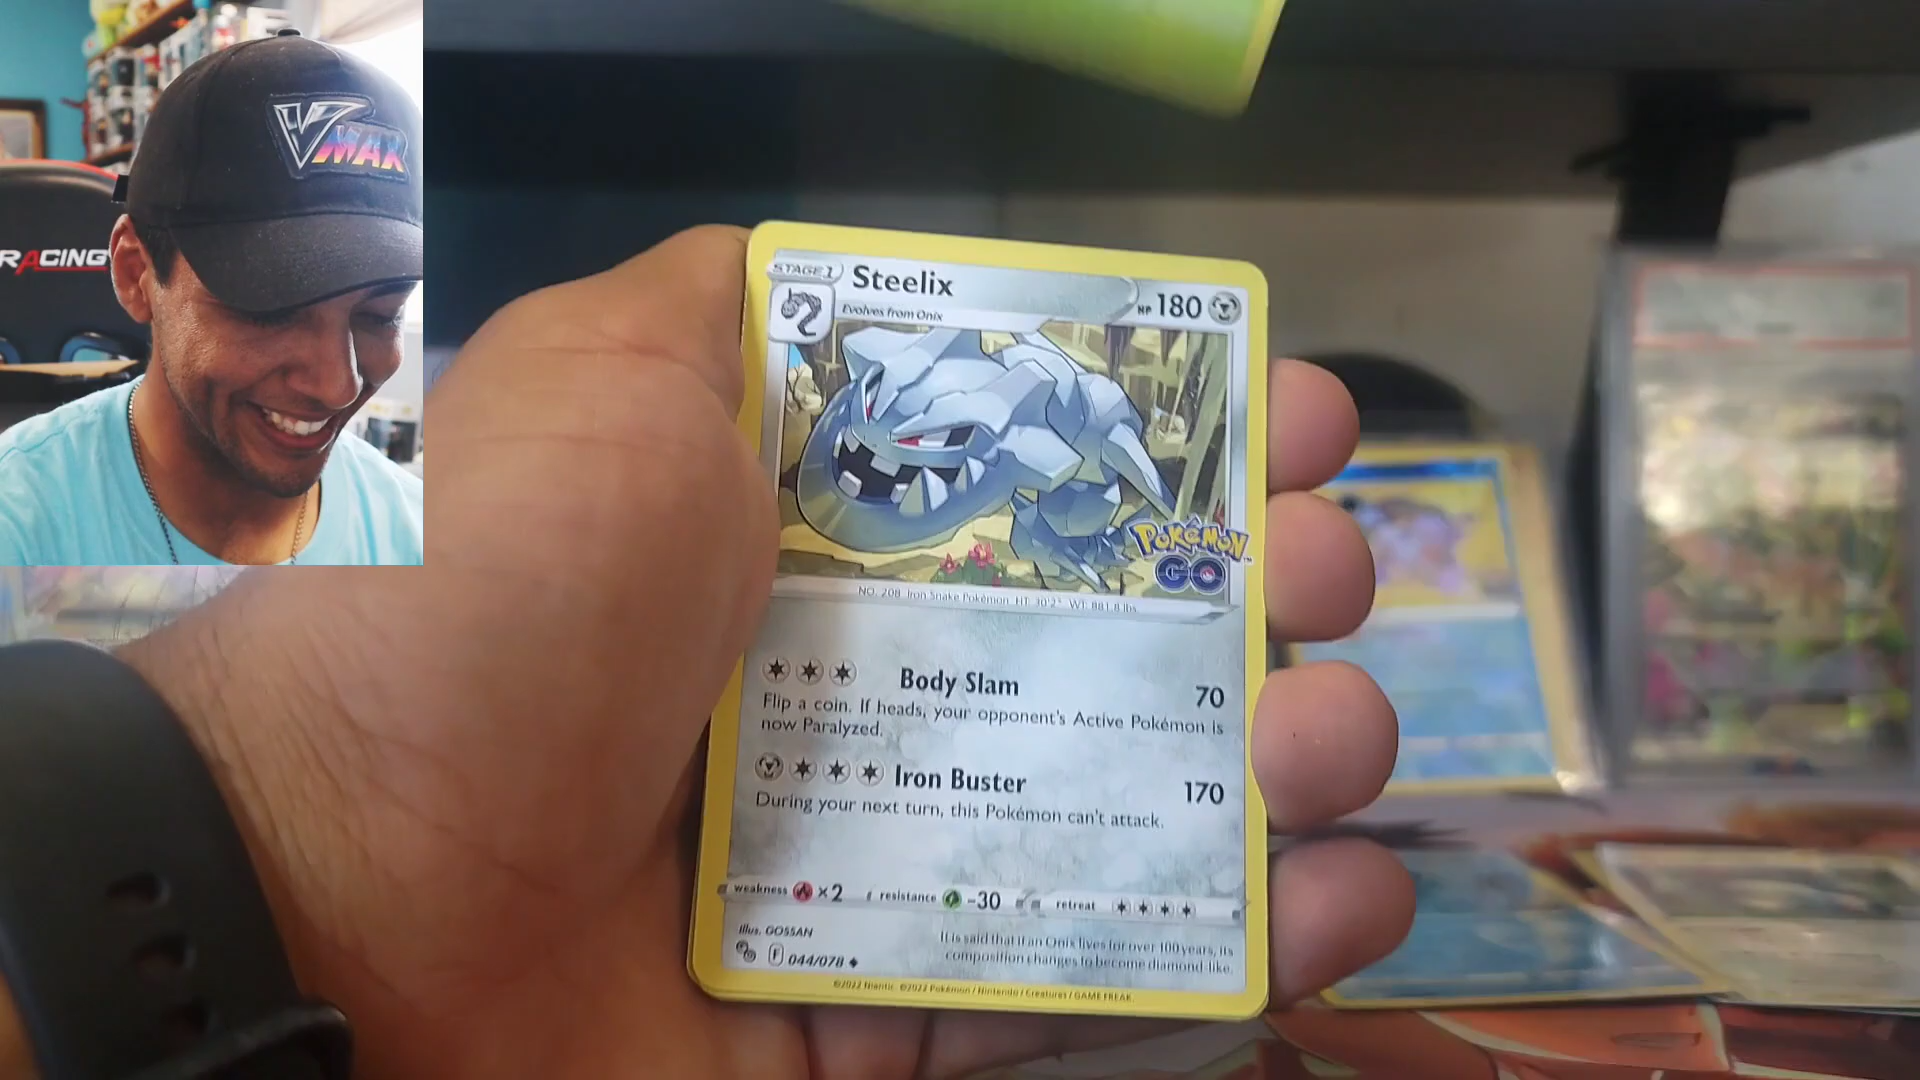 LVD
VMAX
RACING
STAGE 1
Steelix
HP 180
Evolves from Onix
POKÉMON
GO
NO. 208 Iron Snake Pokémon HT: 30'2" WT: 881.8 lbs.
Body Slam 70
Flip a coin. If heads, your opponent's Active Pokémon is
now Paralyzed.
Iron Buster 170
During your next turn, this Pokémon can't attack.
weakness ×2 resistance -30 retreat
Illus. GOSSAN
F 044/078
It is said that if an Onix lives for over 100 years, its
composition changes to become diamond-like.
©2022 Niantic ©2022 Pokémon / Nintendo / Creatures / GAME FREAK.